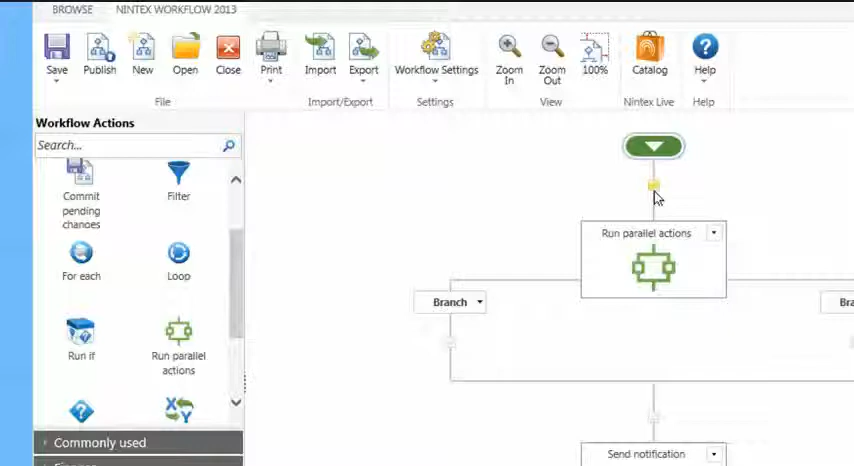 BROWSE NINTEX WORKFLOW 2013
Save Publish New Open Close Print Import Export Workflow Settings Zoom In Zoom Out 100% Catalog Help
File Import/Export Settings View Nintex Live Help
Workflow Actions
Search...
Commit pending changes
Filter
For each
Loop
Run if
Run parallel actions
Commonly used
Run parallel actions
Branch
Bra
Send notification